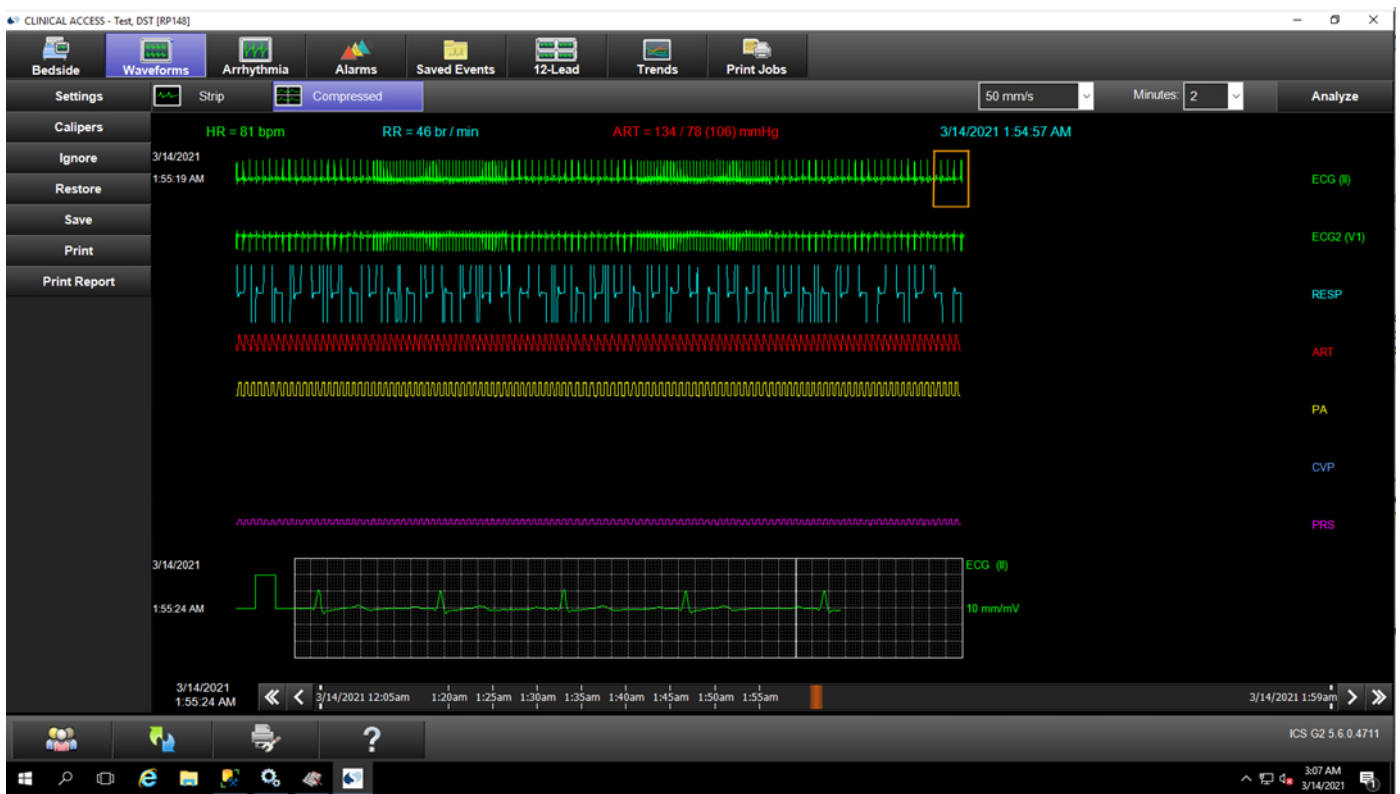 CLINICAL ACCESS - Test, DST [RP148]
Bedside Waveforms Arrhythmia Alarms Saved Events 12-Lead Trends Print Jobs
Settings Strip Compressed 50 mm/s Minutes: 2 Analyze
Calipers
HR = 81 bpm RR = 46 br / min ART = 134 / 78 (106) mmHg 3/14/2021 1:54:57 AM
Ignore
3/14/2021
1:55:19 AM
ECG (II)
Restore
Save
ECG2 (V1)
Print
Print Report
RESP
ART
PA
CVP
PRS
3/14/2021
ECG (II)
1:55:24 AM
10 mm/mV
3/14/2021
1:55:24 AM
3/14/2021 12:05am 1:20am 1:25am 1:30am 1:35am 1:40am 1:45am 1:50am 1:55am 3/14/2021 1:59am
?
ICS G2 5.6.0.4711
3:07 AM
3/14/2021
1